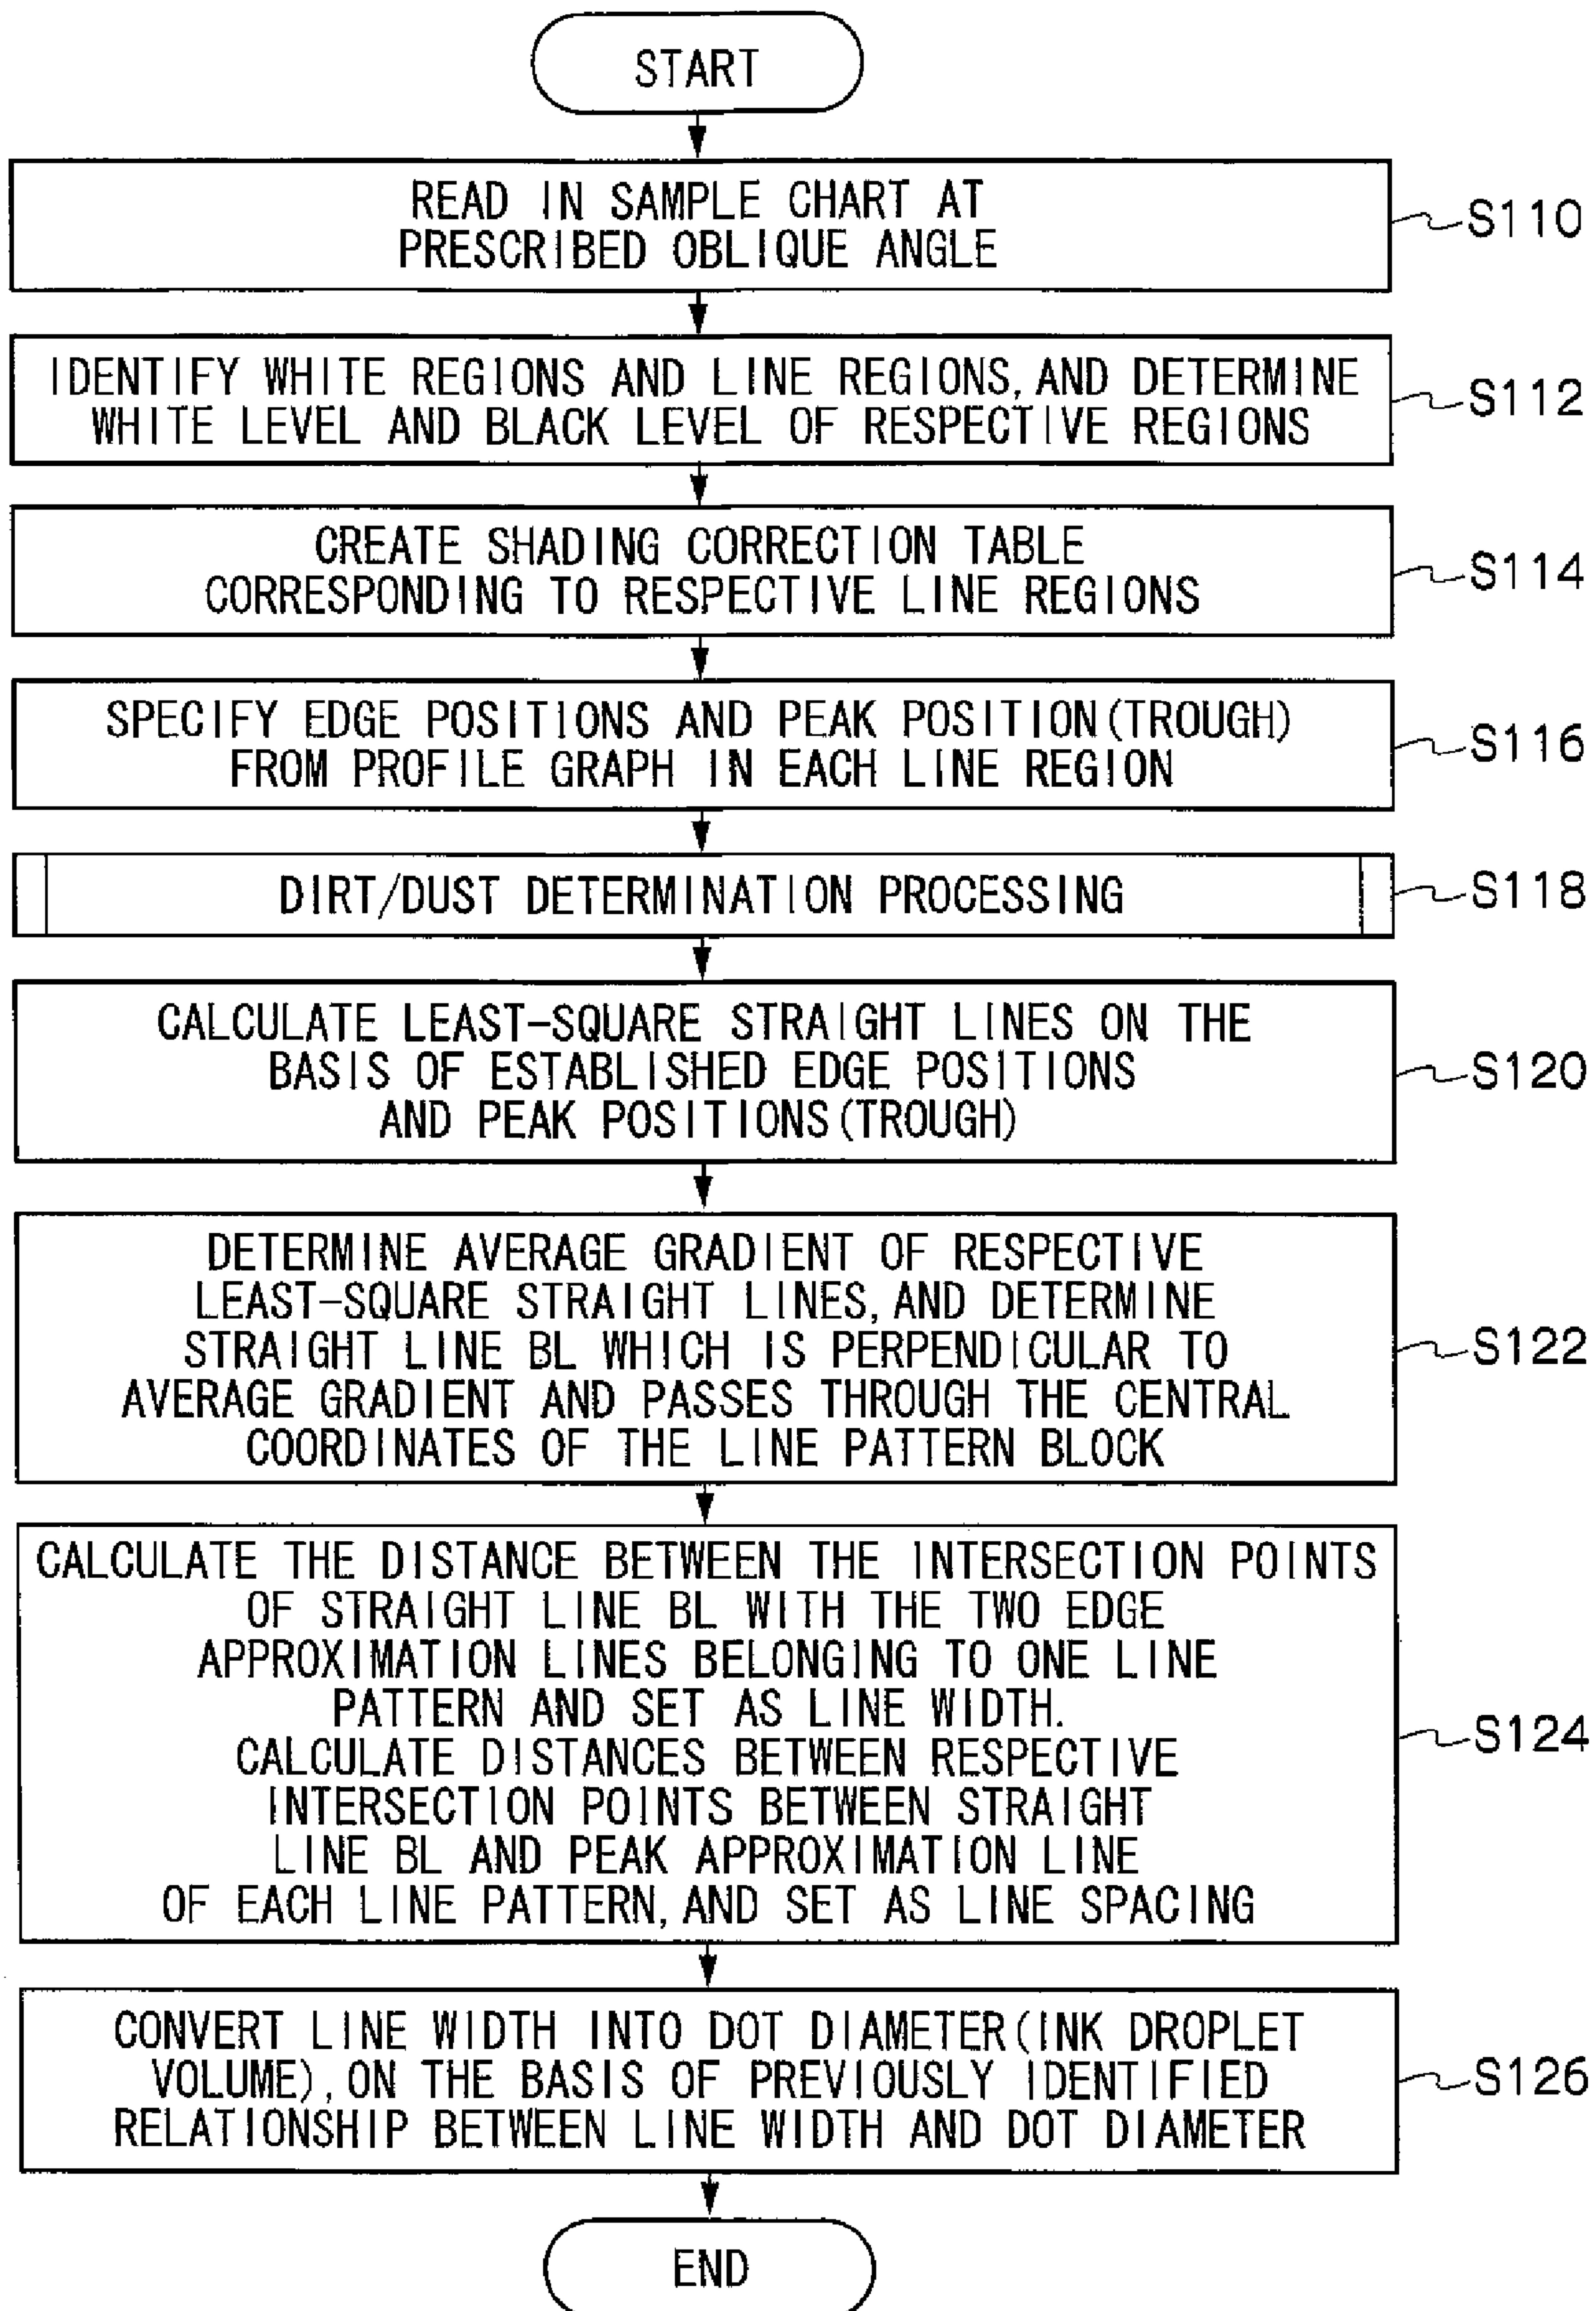 START
READ IN SAMPLE CHART AT
PRESCRIBED OBLIQUE ANGLE
S110
IDENTIFY WHITE REGIONS AND LINE REGIONS, AND DETERMINE
WHITE LEVEL AND BLACK LEVEL OF RESPECTIVE REGIONS
S112
CREATE SHADING CORRECTION TABLE
CORRESPONDING TO RESPECTIVE LINE REGIONS
S114
SPECIFY EDGE POSITIONS AND PEAK POSITION(TROUGH)
FROM PROFILE GRAPH IN EACH LINE REGION
S116
DIRT/DUST DETERMINATION PROCESSING
S118
CALCULATE LEAST-SQUARE STRAIGHT LINES ON THE
BASIS OF ESTABLISHED EDGE POSITIONS
AND PEAK POSITIONS(TROUGH)
S120
DETERMINE AVERAGE GRADIENT OF RESPECTIVE
LEAST-SQUARE STRAIGHT LINES, AND DETERMINE
STRAIGHT LINE BL WHICH IS PERPENDICULAR TO
AVERAGE GRADIENT AND PASSES THROUGH THE CENTRAL
COORDINATES OF THE LINE PATTERN BLOCK
S122
CALCULATE THE DISTANCE BETWEEN THE INTERSECTION POINTS
OF STRAIGHT LINE BL WITH THE TWO EDGE
APPROXIMATION LINES BELONGING TO ONE LINE
PATTERN AND SET AS LINE WIDTH.
CALCULATE DISTANCES BETWEEN RESPECTIVE
INTERSECTION POINTS BETWEEN STRAIGHT
LINE BL AND PEAK APPROXIMATION LINE
OF EACH LINE PATTERN, AND SET AS LINE SPACING
S124
CONVERT LINE WIDTH INTO DOT DIAMETER(INK DROPLET
VOLUME), ON THE BASIS OF PREVIOUSLY IDENTIFIED
RELATIONSHIP BETWEEN LINE WIDTH AND DOT DIAMETER
S126
END